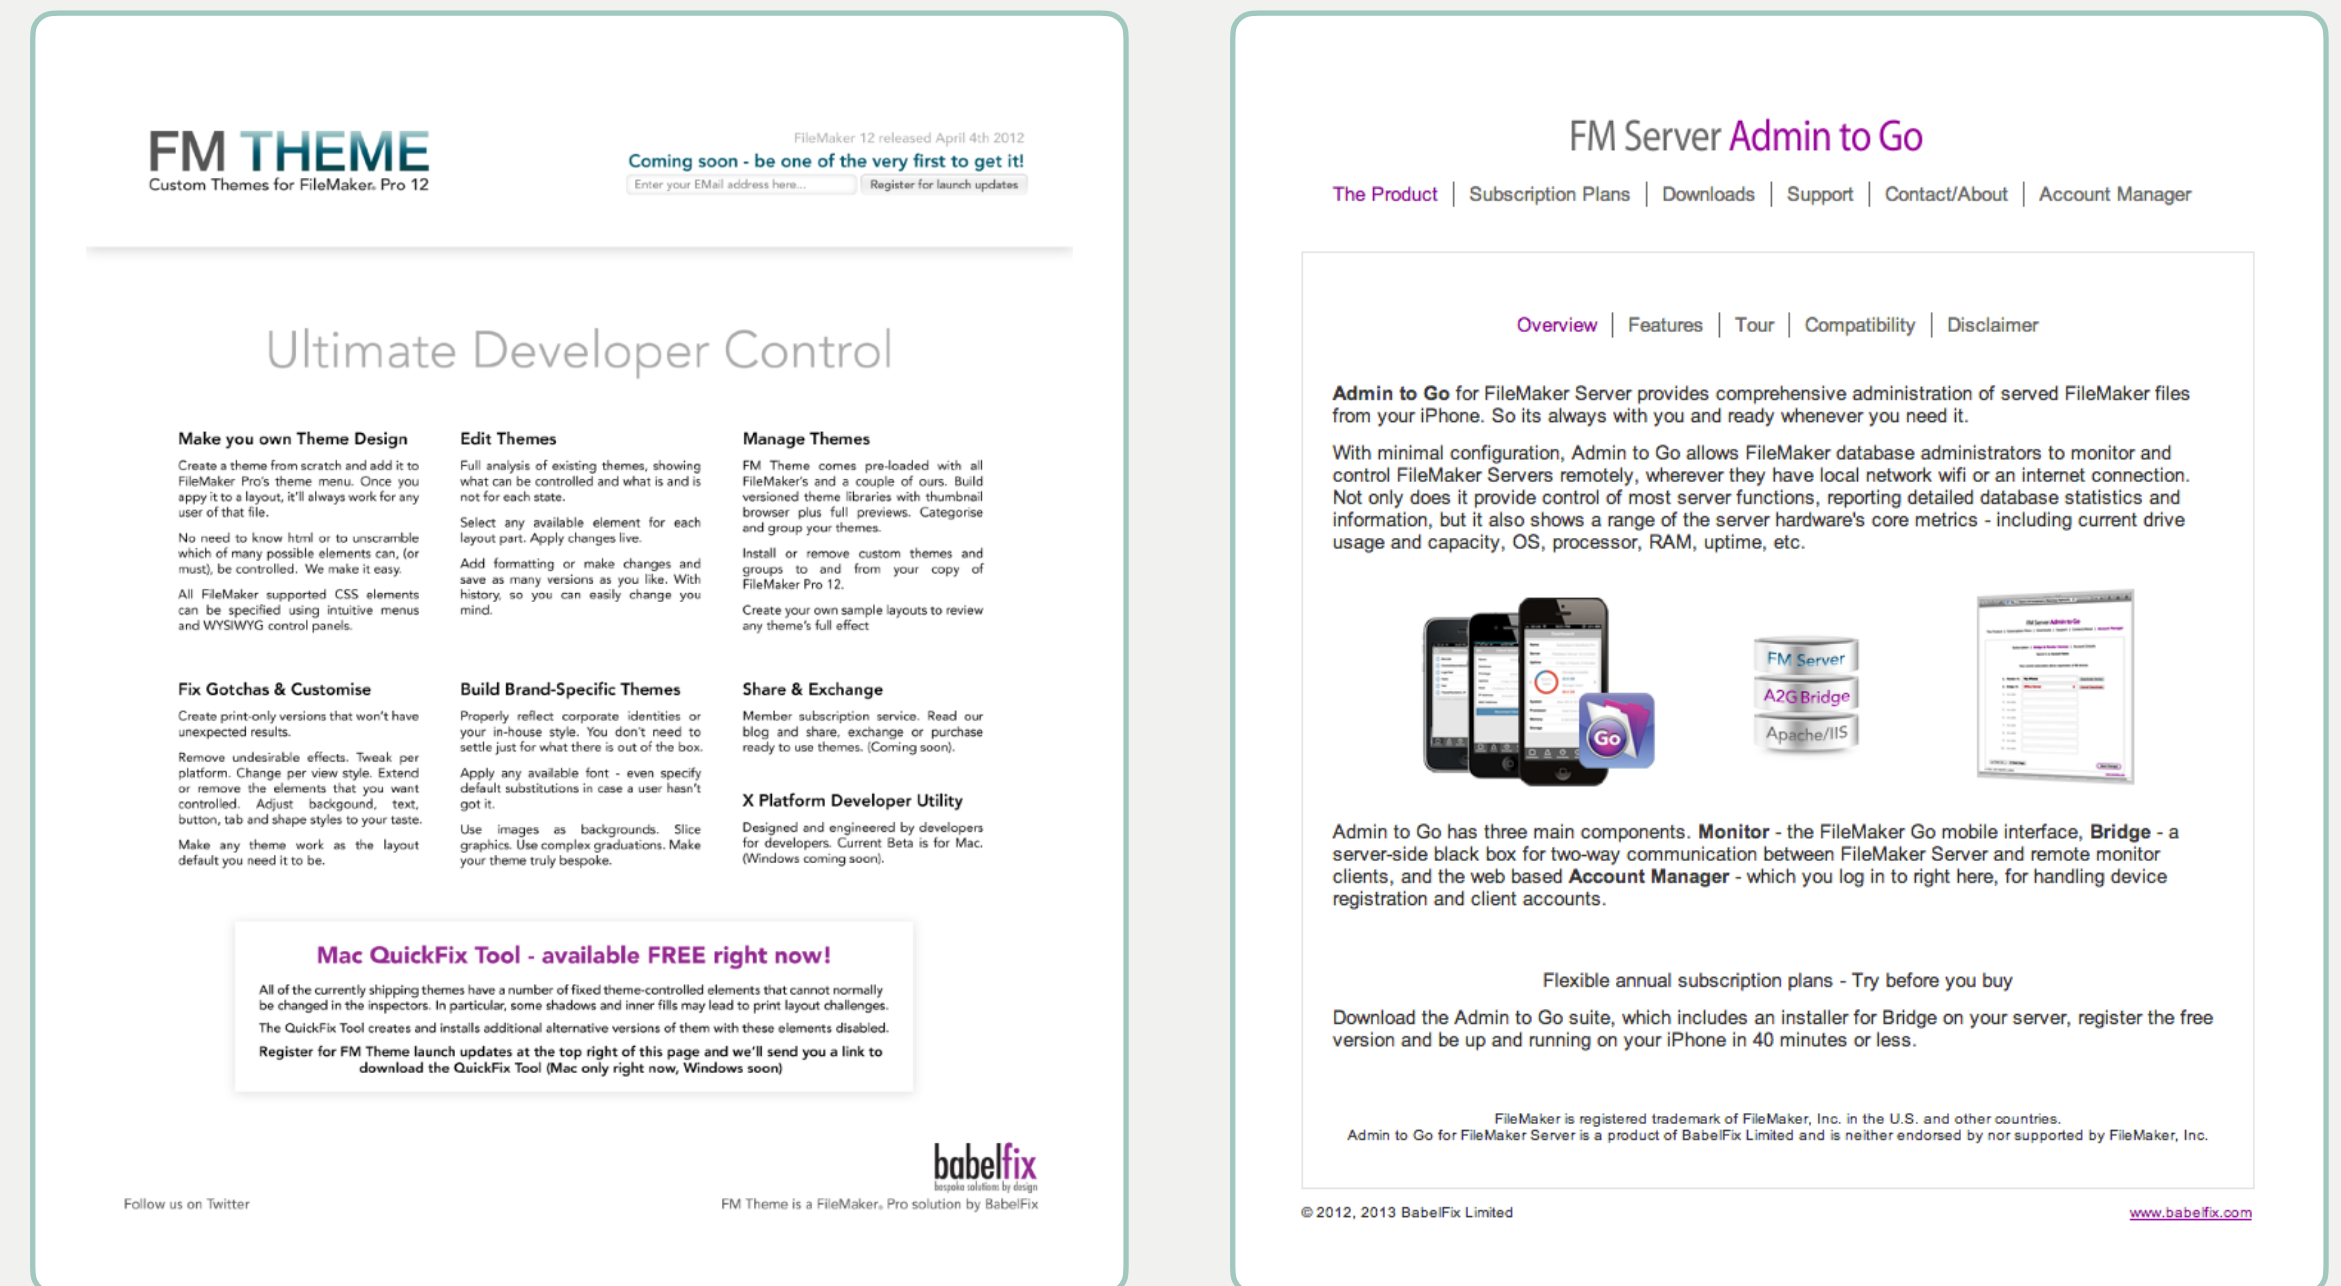 FM THEME
Custom Themes for FileMaker® Pro 12
FileMaker 12 released April 4th 2012
Coming soon - be one of the very first to get it!
Enter your EMail address here...
Register for launch updates
Ultimate Developer Control
Make you own Theme Design
Create a theme from scratch and add it to
FileMaker Pro's theme menu. Once you
appy it to a layout, it'll always work for any
user of that file.
No need to know html or to unscramble
which of many possible elements can, (or
must), be controlled. We make it easy.
All FileMaker supported CSS elements
can be specified using intuitive menus
and WYSIWYG control panels.
Edit Themes
Full analysis of existing themes, showing
what can be controlled and what is and is
not for each state.
Select any available element for each
layout part. Apply changes live.
Add formatting or make changes and
save as many versions as you like. With
history, so you can easily change you
mind.
Manage Themes
FM Theme comes pre-loaded with all
FileMaker's and a couple of ours. Build
versioned theme libraries with thumbnail
browser plus full previews. Categorise
and group your themes.
Install or remove custom themes and
groups to and from your copy of
FileMaker Pro 12.
Create your own sample layouts to review
any theme's full effect
Fix Gotchas & Customise
Create print-only versions that won't have
unexpected results.
Remove undesirable effects. Tweak per
platform. Change per view style. Extend
or remove the elements that you want
controlled. Adjust backgound, text,
button, tab and shape styles to your taste.
Make any theme work as the layout
default you need it to be.
Build Brand-Specific Themes
Properly reflect corporate identities or
your in-house style. You don't need to
settle just for what there is out of the box.
Apply any available font - even specify
default substitutions in case a user hasn't
got it.
Use images as backgrounds. Slice
graphics. Use complex graduations. Make
your theme truly bespoke.
Share & Exchange
Member subscription service. Read our
blog and share, exchange or purchase
ready to use themes. (Coming soon).
X Platform Developer Utility
Designed and engineered by developers
for developers. Current Beta is for Mac.
(Windows coming soon).
Mac QuickFix Tool - available FREE right now!
All of the currently shipping themes have a number of fixed theme-controlled elements that cannot normally
be changed in the inspectors. In particular, some shadows and inner fills may lead to print layout challenges.
The QuickFix Tool creates and installs additional alternative versions of them with these elements disabled.
Register for FM Theme launch updates at the top right of this page and we'll send you a link to
download the QuickFix Tool (Mac only right now, Windows soon)
babelfix
bespoke solutions by design
Follow us on Twitter
FM Theme is a FileMaker® Pro solution by BabelFix
FM Server Admin to Go
The Product | Subscription Plans | Downloads | Support | Contact/About | Account Manager
Overview | Features | Tour | Compatibility | Disclaimer
Admin to Go for FileMaker Server provides comprehensive administration of served FileMaker files
from your iPhone. So its always with you and ready whenever you need it.
With minimal configuration, Admin to Go allows FileMaker database administrators to monitor and
control FileMaker Servers remotely, wherever they have local network wifi or an internet connection.
Not only does it provide control of most server functions, reporting detailed database statistics and
information, but it also shows a range of the server hardware's core metrics - including current drive
usage and capacity, OS, processor, RAM, uptime, etc.
Go
FM Server
A2G Bridge
Apache/IIS
FM Server Admin to Go
Admin to Go has three main components. Monitor - the FileMaker Go mobile interface, Bridge - a
server-side black box for two-way communication between FileMaker Server and remote monitor
clients, and the web based Account Manager - which you log in to right here, for handling device
registration and client accounts.
Flexible annual subscription plans - Try before you buy
Download the Admin to Go suite, which includes an installer for Bridge on your server, register the free
version and be up and running on your iPhone in 40 minutes or less.
FileMaker is registered trademark of FileMaker, Inc. in the U.S. and other countries.
Admin to Go for FileMaker Server is a product of BabelFix Limited and is neither endorsed by nor supported by FileMaker, Inc.
© 2012, 2013 BabelFix Limited
www.babelfix.com